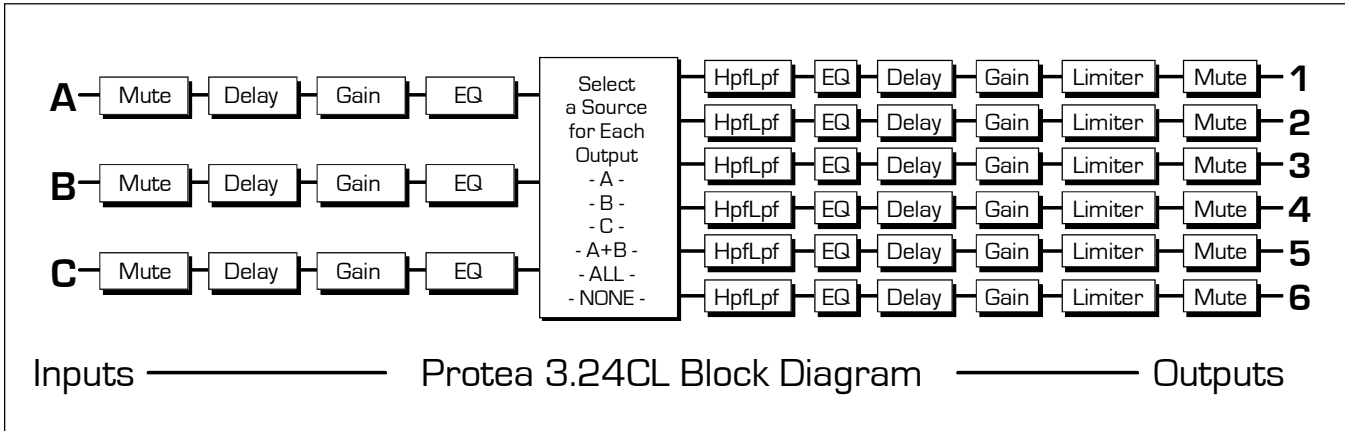 A Mute Delay Gain EQ
B Mute Delay Gain EQ
C Mute Delay Gain EQ
Select
a Source
for Each
Output
- A -
- B -
- C -
- A+B -
- ALL -
- NONE -
HpfLpf EQ Delay Gain Limiter Mute 1
HpfLpf EQ Delay Gain Limiter Mute 2
HpfLpf EQ Delay Gain Limiter Mute 3
HpfLpf EQ Delay Gain Limiter Mute 4
HpfLpf EQ Delay Gain Limiter Mute 5
HpfLpf EQ Delay Gain Limiter Mute 6
Inputs Protea 3.24CL Block Diagram Outputs